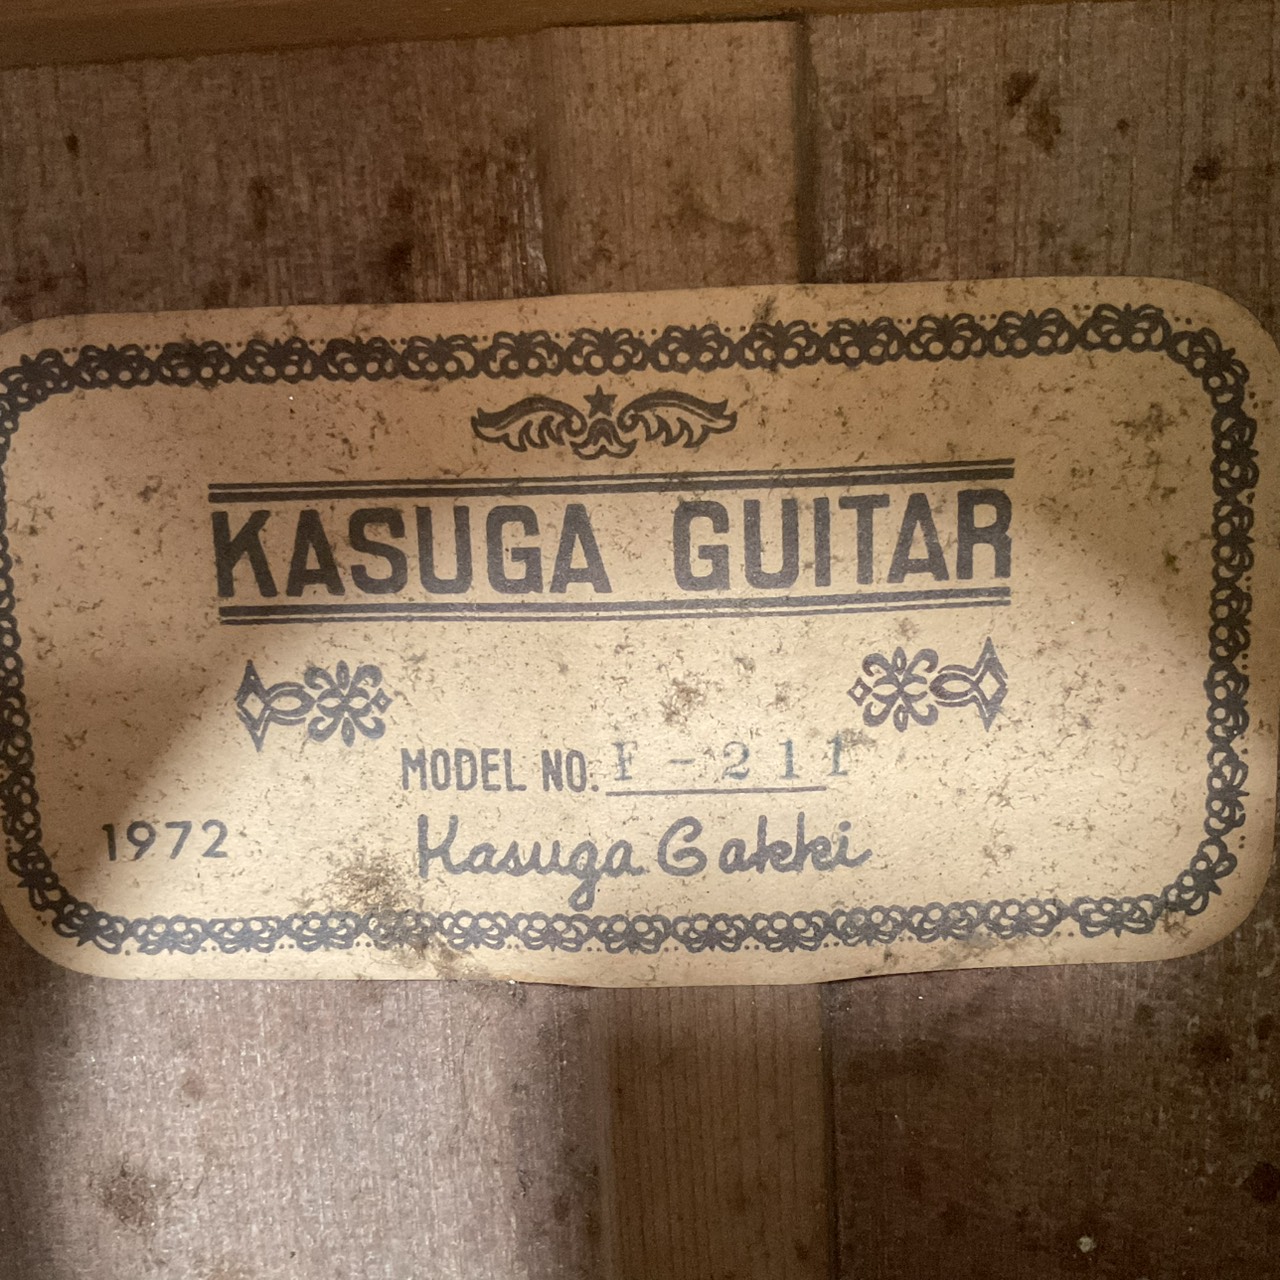 KASUGA GUITAR
MODEL NO. F-211
1972
Kasuga Gakki